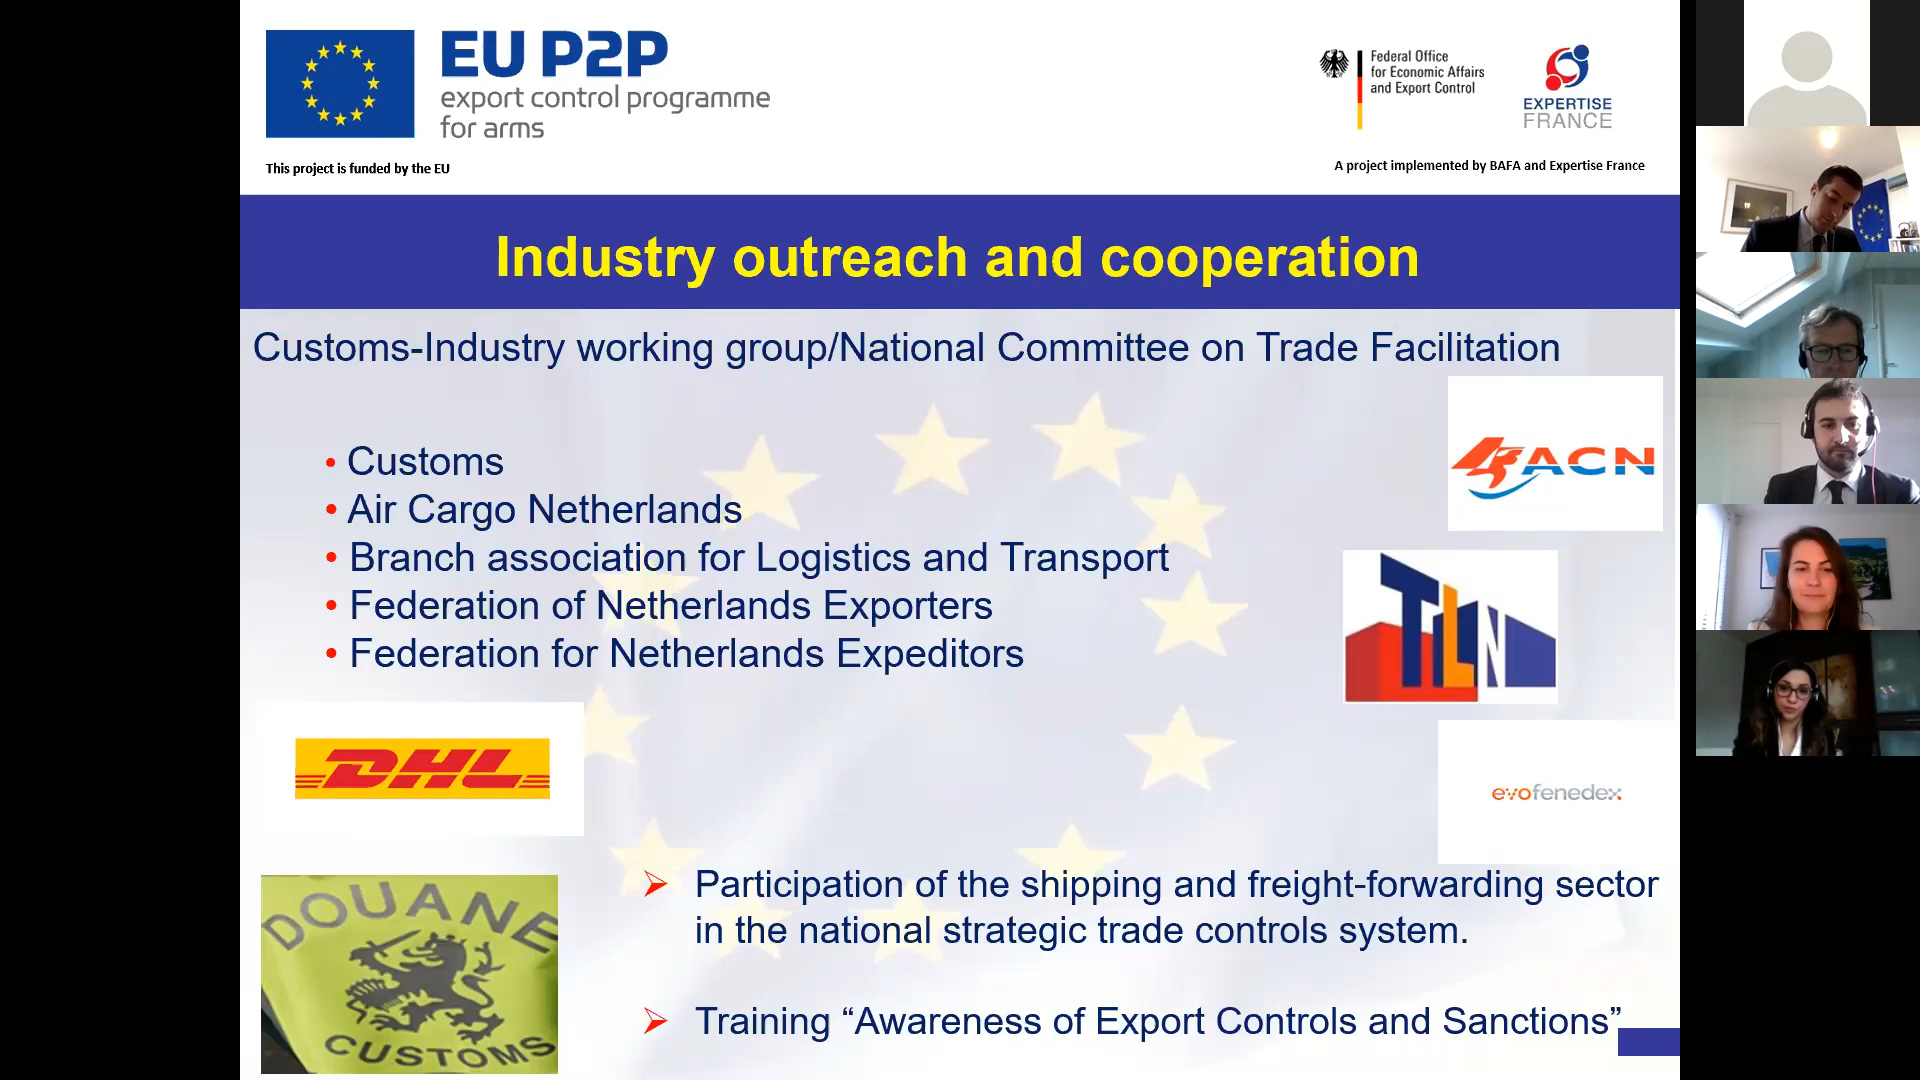 EU P2P
export control programme
for arms
This project is funded by the EU
Federal Office
for Economic Affairs
and Export Control
EXPERTISE
FRANCE
A project implemented by BAFA and Expertise France
Industry outreach and cooperation
Customs-Industry working group/National Committee on Trade Facilitation
• Customs
• Air Cargo Netherlands
• Branch association for Logistics and Transport
• Federation of Netherlands Exporters
• Federation for Netherlands Expeditors
ACN
TLN
DHL
evofenedex
DOUANE
CUSTOMS
➢ Participation of the shipping and freight-forwarding sector
in the national strategic trade controls system.
➢ Training “Awareness of Export Controls and Sanctions”